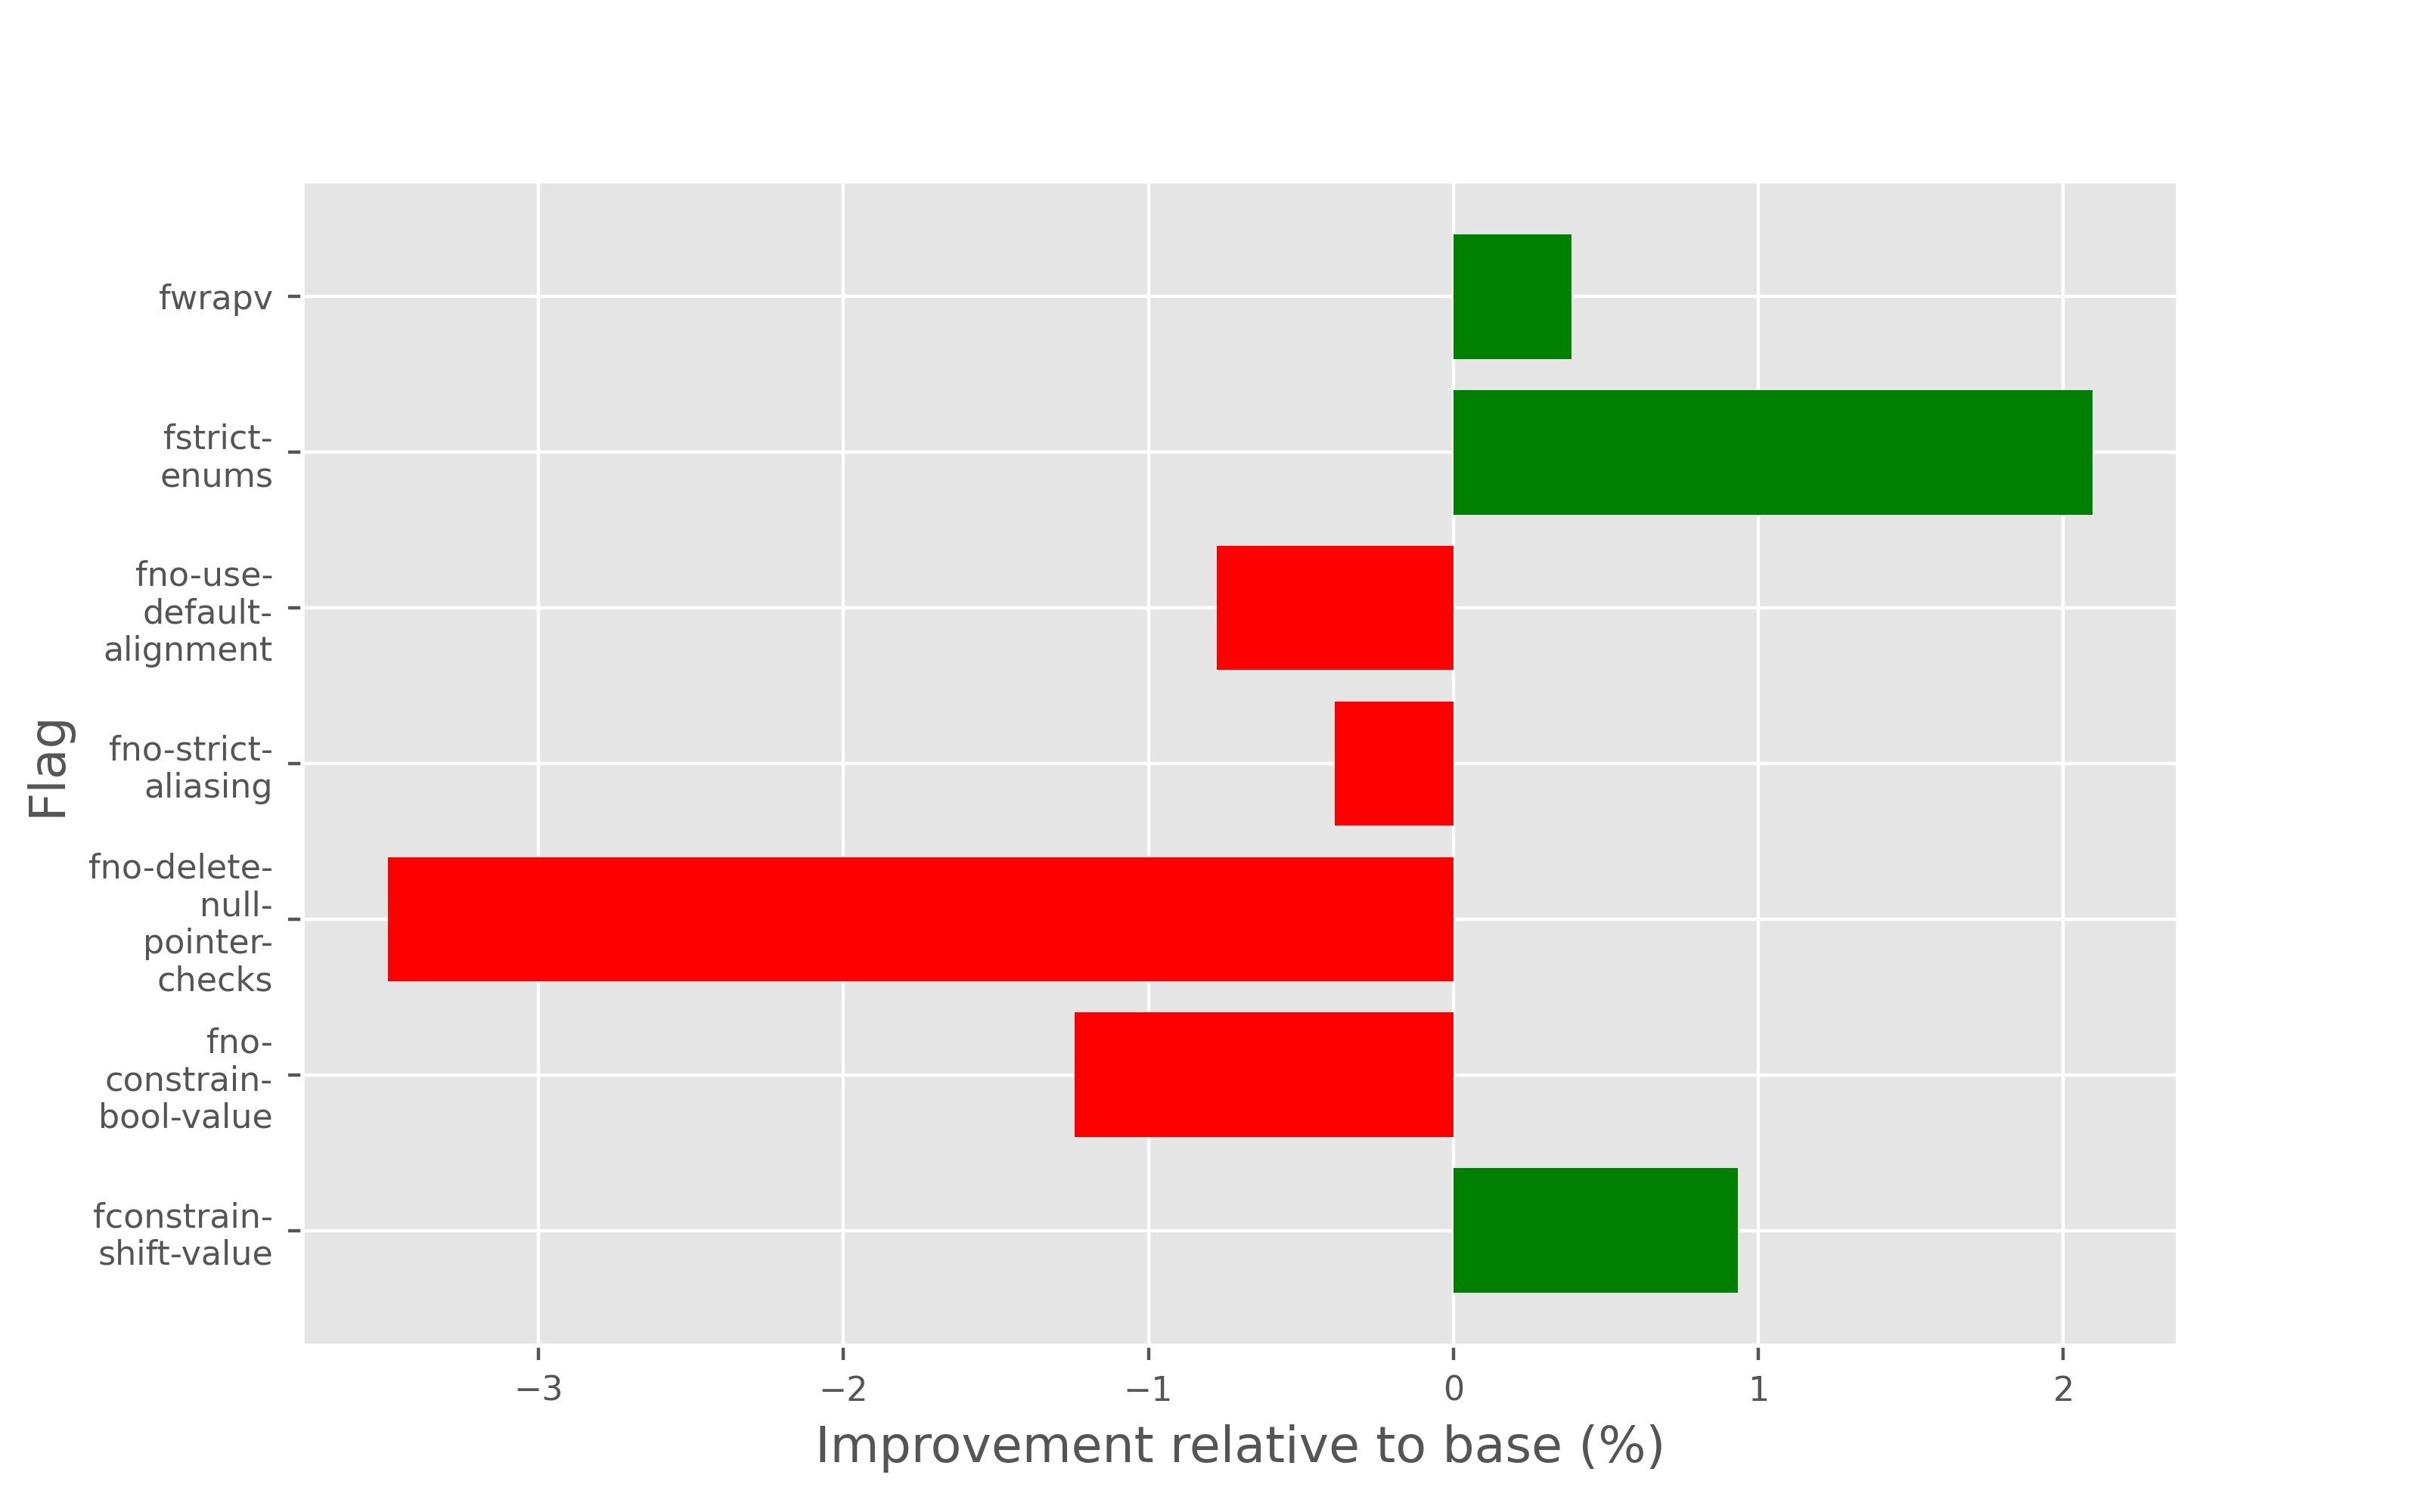 fwrapv
fstrict-
enums
fno-use-
default-
alignment
fno-strict-
aliasing
fno-delete-
null-
pointer-
checks
fno-
constrain-
bool-value
fconstrain-
shift-value
Flag
−3 −2 −1 0 1 2
Improvement relative to base (%)